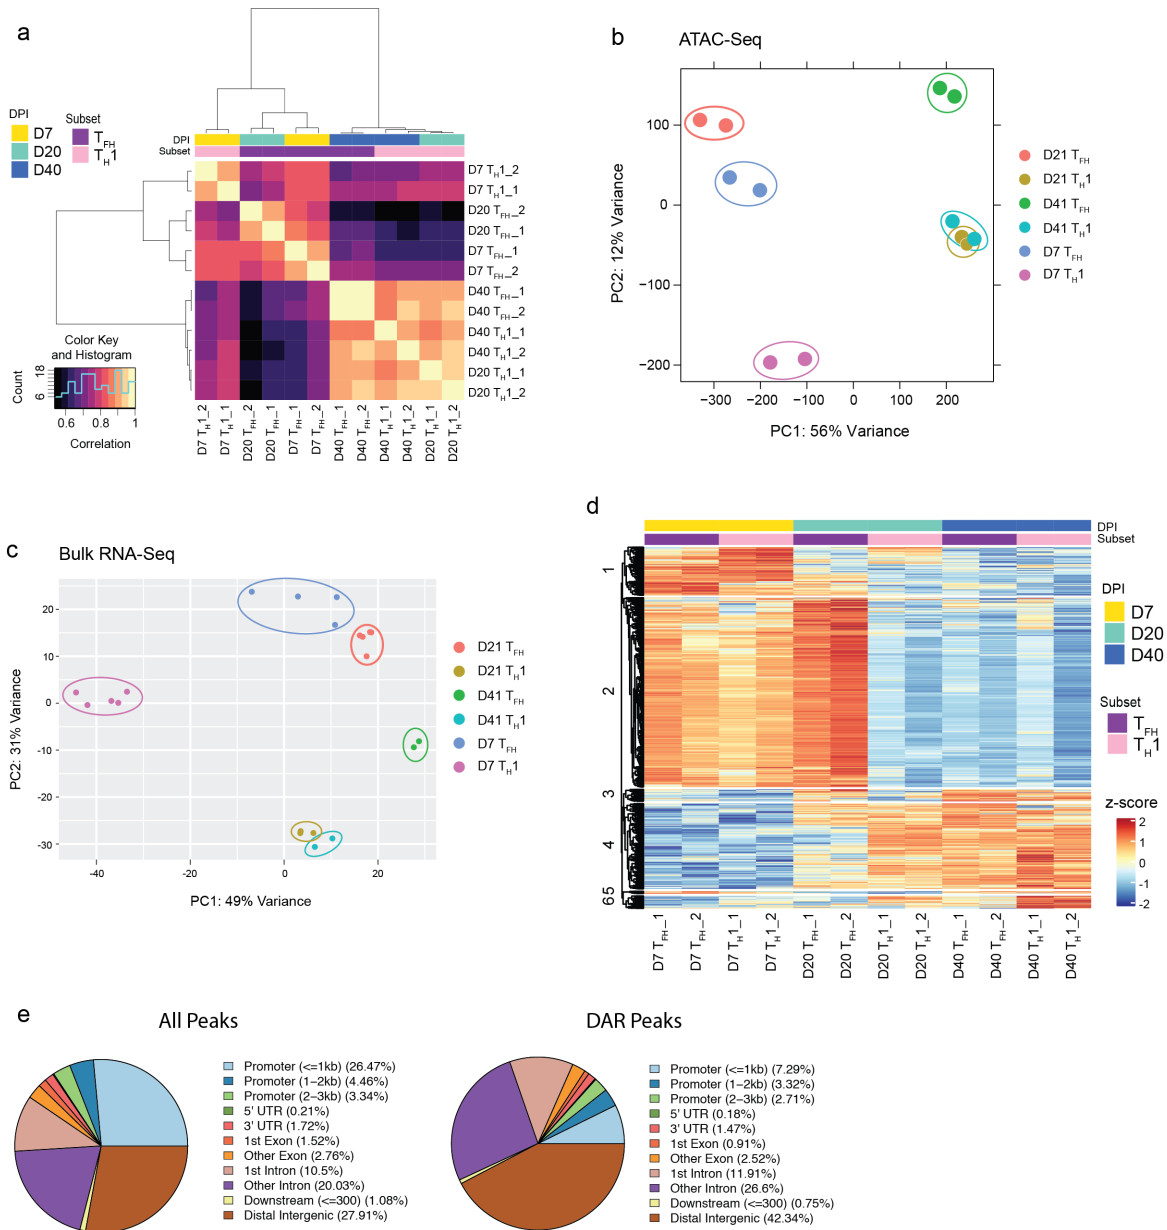 a
DPI
D7
D20
D40
Subset
TFH
TH1
DPI
Subset
D7 TH1_2
D7 TH1_1
D20 TFH_2
D20 TFH_1
D7 TFH_1
D7 TFH_2
D40 TFH_1
D40 TFH_2
D40 TH1_1
D40 TH1_2
D20 TH1_1
D20 TH1_2
D7 TH1_2
D7 TH1_1
D20 TFH_2
D20 TFH_1
D7 TFH_1
D7 TFH_2
D40 TFH_1
D40 TFH_2
D40 TH1_1
D40 TH1_2
D20 TH1_1
D20 TH1_2
Color Key
and Histogram
Count
18
6
0.6 0.8 1
Correlation
b
ATAC-Seq
PC2: 12% Variance
100
0
−100
−200
−300 −200 −100 0 100 200
PC1: 56% Variance
D21 TFH
D21 TH1
D41 TFH
D41 TH1
D7 TFH
D7 TH1
c
Bulk RNA-Seq
PC2: 31% Variance
20
10
0
-10
-20
-30
-40 -20 0 20
PC1: 49% Variance
D21 TFH
D21 TH1
D41 TFH
D41 TH1
D7 TFH
D7 TH1
d
DPI
Subset
1
2
3
4
65
D7 TFH_1
D7 TFH_2
D7 TH1_1
D7 TH1_2
D20 TFH_1
D20 TFH_2
D20 TH1_1
D20 TH1_2
D40 TFH_1
D40 TFH_2
D40 TH1_1
D40 TH1_2
DPI
D7
D20
D40
Subset
TFH
TH1
z-score
2
1
0
-1
-2
e
All Peaks
Promoter (<=1kb) (26.47%)
Promoter (1−2kb) (4.46%)
Promoter (2−3kb) (3.34%)
5' UTR (0.21%)
3' UTR (1.72%)
1st Exon (1.52%)
Other Exon (2.76%)
1st Intron (10.5%)
Other Intron (20.03%)
Downstream (<=300) (1.08%)
Distal Intergenic (27.91%)
DAR Peaks
Promoter (<=1kb) (7.29%)
Promoter (1−2kb) (3.32%)
Promoter (2−3kb) (2.71%)
5' UTR (0.18%)
3' UTR (1.47%)
1st Exon (0.91%)
Other Exon (2.52%)
1st Intron (11.91%)
Other Intron (26.6%)
Downstream (<=300) (0.75%)
Distal Intergenic (42.34%)